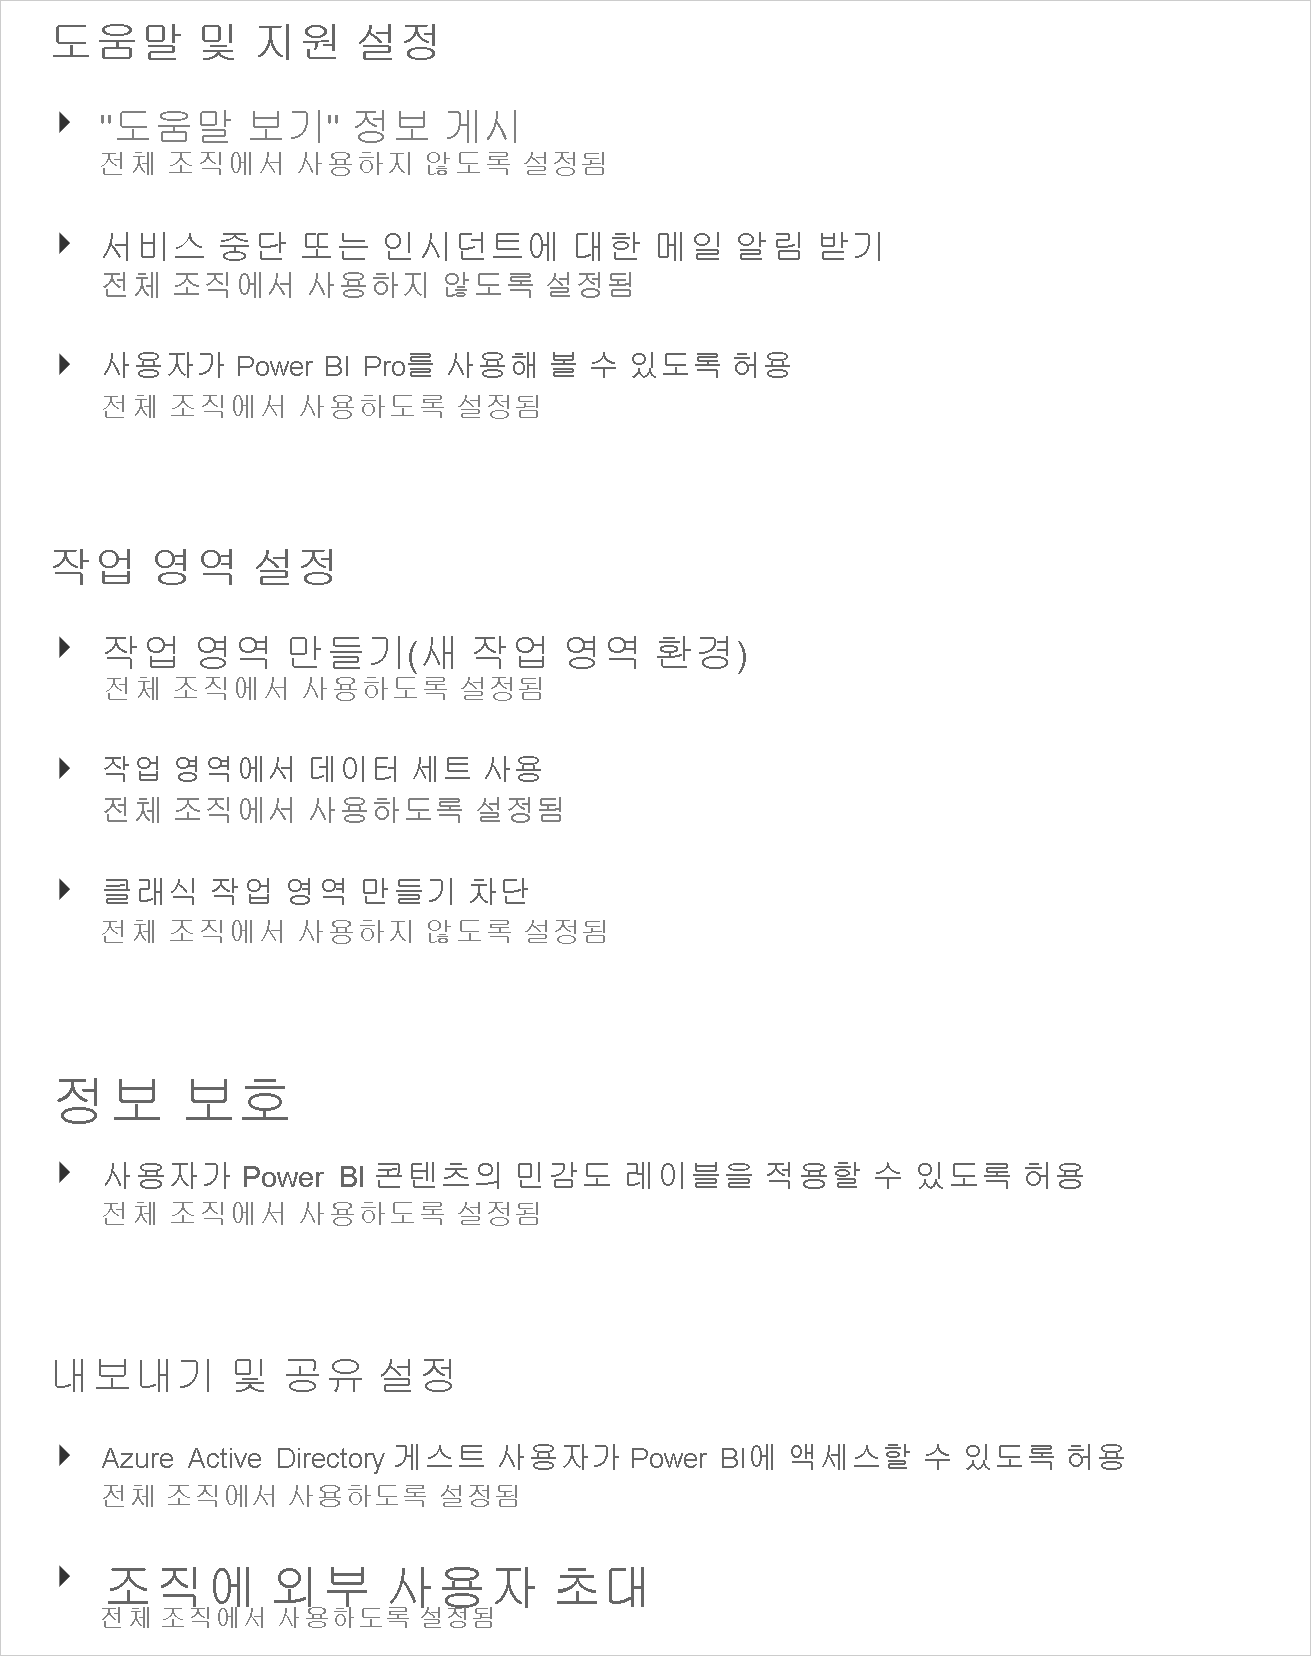 도움말 및 지원 설정
"도움말 보기" 정보 게시
전체 조직에서 사용하지 않도록 설정됨
서비스 중단 또는 인시던트에 대한 메일 알림 받기
전체 조직에서 사용하지 않도록 설정됨
사용자가 Power BI Pro를 사용해 볼 수 있도록 허용
전체 조직에서 사용하도록 설정됨
작업 영역 설정
작업 영역 만들기(새 작업 영역 환경)
전체 조직에서 사용하도록 설정됨
작업 영역에서 데이터 세트 사용
전체 조직에서 사용하도록 설정됨
클래식 작업 영역 만들기 차단
전체 조직에서 사용하지 않도록 설정됨
정보 보호
사용자가 Power BI 콘텐츠의 민감도 레이블을 적용할 수 있도록 허용
전체 조직에서 사용하도록 설정됨
내보내기 및 공유 설정
Azure Active Directory 게스트 사용자가 Power BI에 액세스할 수 있도록 허용
전체 조직에서 사용하도록 설정됨
조직에 외부 사용자 초대
전체 조직에서 사용하도록 설정됨